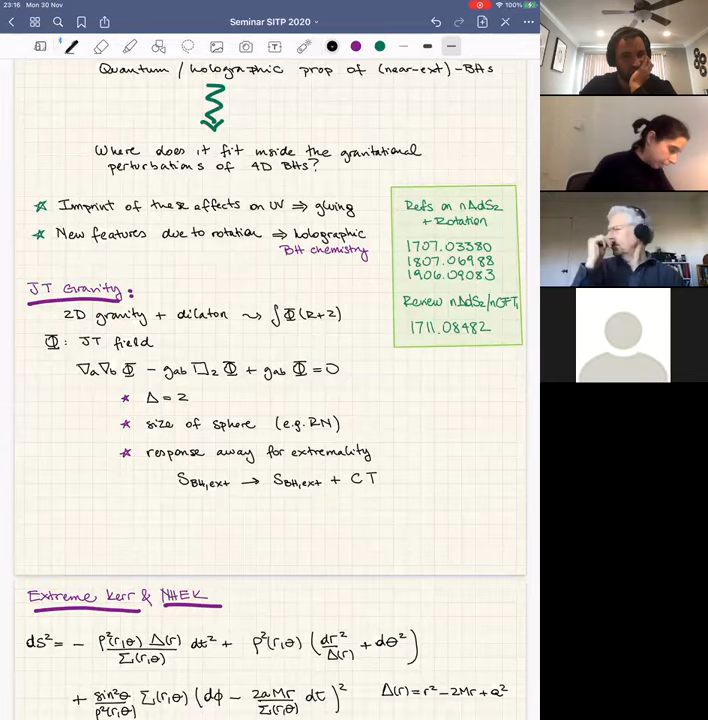 23:16 Mon 30 Nov
100%
Seminar SITP 2020
Quantum / holographic prop of (near-ext)-BHs
Where does it fit inside the gravitational
perturbations of 4D BHs?
☆ Imprint of these effects on UV ⇒ gluing
☆ New features due to rotation ⇒ holographic
BH chemistry
Refs on nAdS2
+ Rotation
1707.03380
1807.06988
1906.09083
Review nAdS2/nCFT1
1711.08482
JT Gravity:
2D gravity + dilaton ⇝ ∫Φ(R+2)
Φ: JT field
∇a∇b Φ − gab □2 Φ + gab Φ = 0
☆ Δ = 2
☆ size of sphere (e.g. RN)
☆ response away for extremality
SBH,ext → SBH,ext + CT
Extreme Kerr & NHEK
ds² = − ρ²(r,θ) Δ(r) / Σ(r,θ) dt² + ρ²(r,θ) (dr²/Δ(r) + dθ²)
+ sin²θ/ρ²(r,θ) Σ(r,θ) (dφ − 2aMr/Σ(r,θ) dt)² Δ(r) = r² − 2Mr + a²